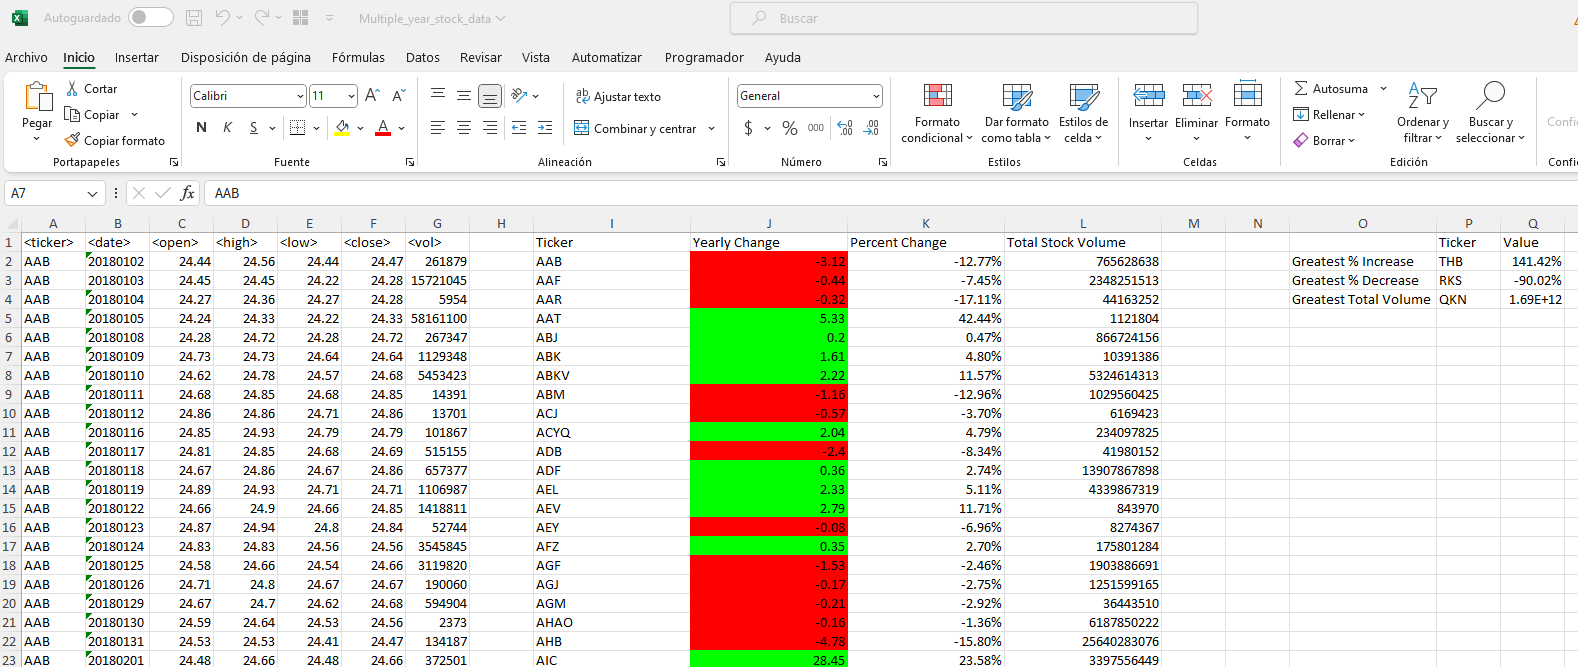 Autoguardado Multiple_year_stock_data Buscar
Archivo Inicio Insertar Disposición de página Fórmulas Datos Revisar Vista Automatizar Programador Ayuda
Pegar Cortar Copiar Copiar formato
Calibri 11 A A
N K S A
ab Ajustar texto
Combinar y centrar
General
$ % 000
Formato condicional Dar formato como tabla Estilos de celda
Insertar Eliminar Formato
Autosuma Rellenar Borrar
Ordenar y filtrar Buscar y seleccionar
Confi
Portapapeles Fuente Alineación Número Estilos Celdas Edición Confi
A7 fx AAB
A B C D E F G H I J K L M N O P Q
1 <ticker> <date> <open> <high> <low> <close> <vol> Ticker Yearly Change Percent Change Total Stock Volume Ticker Value
2 AAB 20180102 24.44 24.56 24.44 24.47 261879 AAB -3.12 -12.77% 765628638 Greatest % Increase THB 141.42%
3 AAB 20180103 24.45 24.45 24.22 24.28 15721045 AAF -0.44 -7.45% 2348251513 Greatest % Decrease RKS -90.02%
4 AAB 20180104 24.27 24.36 24.27 24.28 5954 AAR -0.32 -17.11% 44163252 Greatest Total Volume QKN 1.69E+12
5 AAB 20180105 24.24 24.33 24.22 24.33 58161100 AAT 5.33 42.44% 1121804
6 AAB 20180108 24.28 24.72 24.28 24.72 267347 ABJ 0.2 0.47% 866724156
7 AAB 20180109 24.73 24.73 24.64 24.64 1129348 ABK 1.61 4.80% 10391386
8 AAB 20180110 24.62 24.78 24.57 24.68 5453423 ABKV 2.22 11.57% 5324614313
9 AAB 20180111 24.68 24.85 24.68 24.85 14391 ABM -1.16 -12.96% 1029560425
10 AAB 20180112 24.86 24.86 24.71 24.86 13701 ACJ -0.57 -3.70% 6169423
11 AAB 20180116 24.85 24.93 24.79 24.79 101867 ACYQ 2.04 4.79% 234097825
12 AAB 20180117 24.81 24.85 24.68 24.69 515155 ADB -2.4 -8.34% 41980152
13 AAB 20180118 24.67 24.86 24.67 24.86 657377 ADF 0.36 2.74% 13907867898
14 AAB 20180119 24.89 24.93 24.71 24.71 1106987 AEL 2.33 5.11% 4339867319
15 AAB 20180122 24.66 24.9 24.66 24.85 1418811 AEV 2.79 11.71% 843970
16 AAB 20180123 24.87 24.94 24.8 24.84 52744 AEY -0.08 -6.96% 8274367
17 AAB 20180124 24.83 24.83 24.56 24.56 3545845 AFZ 0.35 2.70% 175801284
18 AAB 20180125 24.58 24.66 24.54 24.66 3119820 AGF -1.53 -2.46% 1903886691
19 AAB 20180126 24.71 24.8 24.67 24.67 190060 AGJ -0.17 -2.75% 1251599165
20 AAB 20180129 24.67 24.7 24.62 24.68 594904 AGM -0.21 -2.92% 36443510
21 AAB 20180130 24.59 24.64 24.53 24.56 2373 AHAO -0.16 -1.36% 6187850222
22 AAB 20180131 24.53 24.53 24.41 24.47 134187 AHB -4.78 -15.80% 25640283076
23 AAB 20180201 24.48 24.66 24.48 24.66 372501 AIC 28.45 23.58% 3397556449